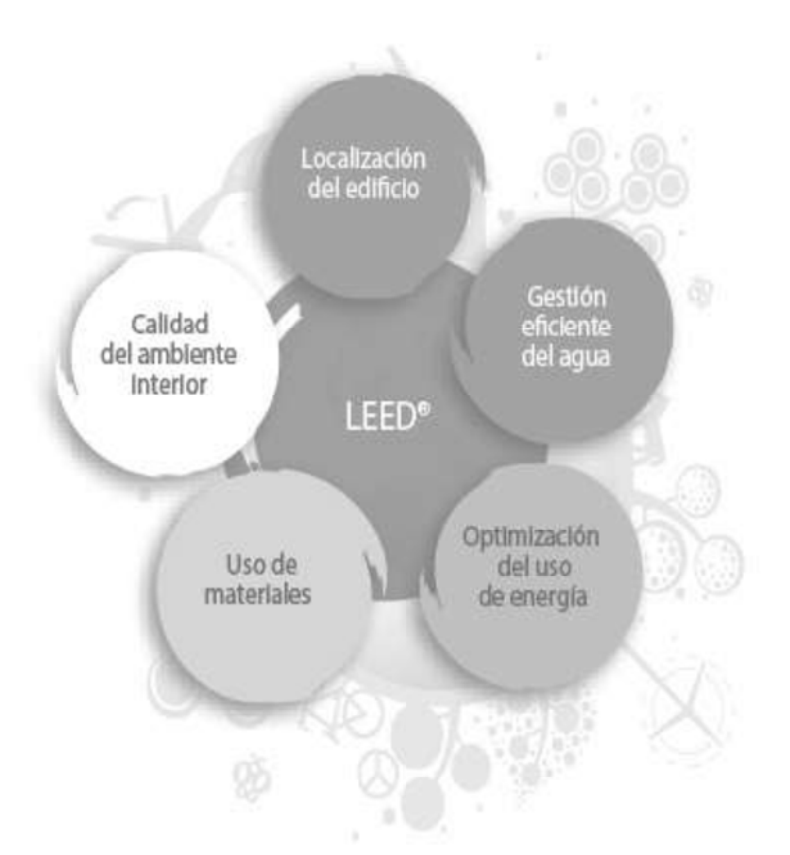 Localización
del edificio
Gestión
eficiente
del agua
Calidad
del ambiente
Interior
LEED®
Optimización
del uso
de energía
Uso de
materiales